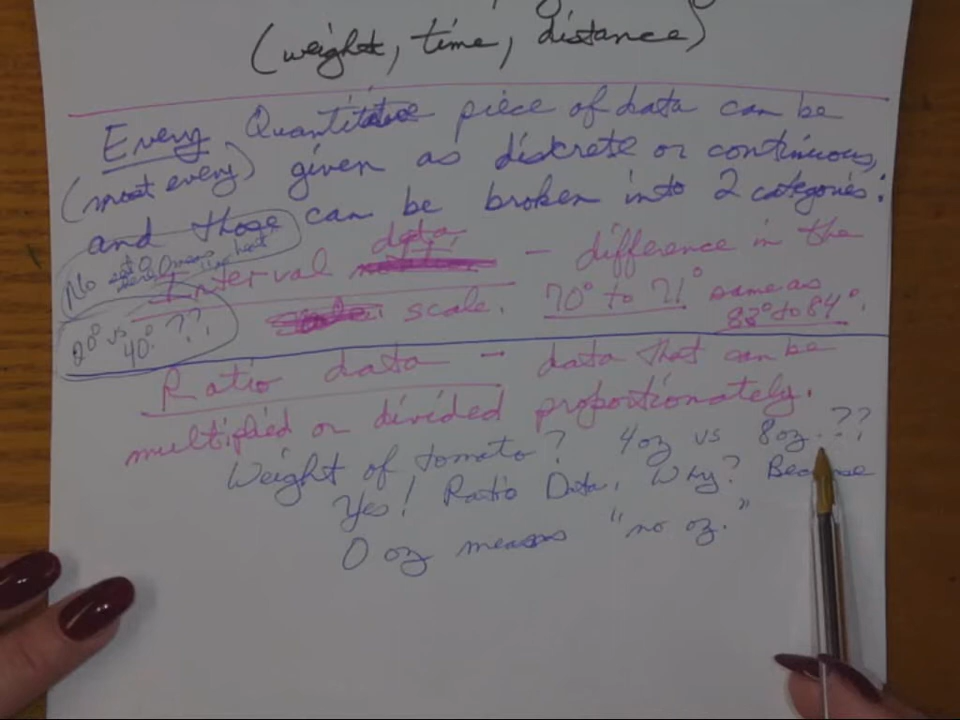 (weight, time, distance)
Every Quantitative piece of data can be
(most every) given as discrete or continuous,
and those can be broken into 2 categories:
Interval data — difference in the
scale. 70° to 71° same as
83° to 84°.
No
20° vs 40° ??
Ratio data — data that can be
multiplied or divided proportionately.
Weight of tomato? 4oz vs 8oz. ??
Yes! Ratio Data. Why? Because
0 oz means "no oz."